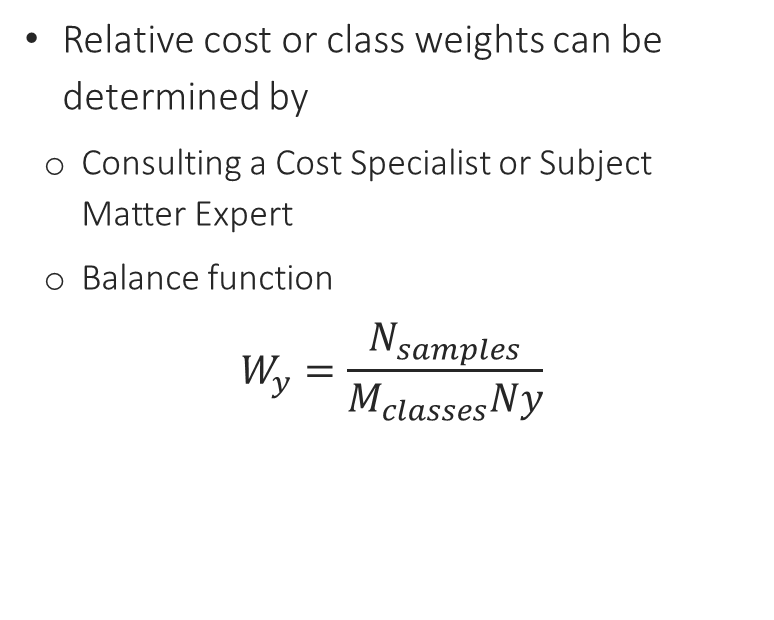 • Relative cost or class weights can be
determined by
o Consulting a Cost Specialist or Subject
Matter Expert
o Balance function
W_y = N_samples / M_classes Ny